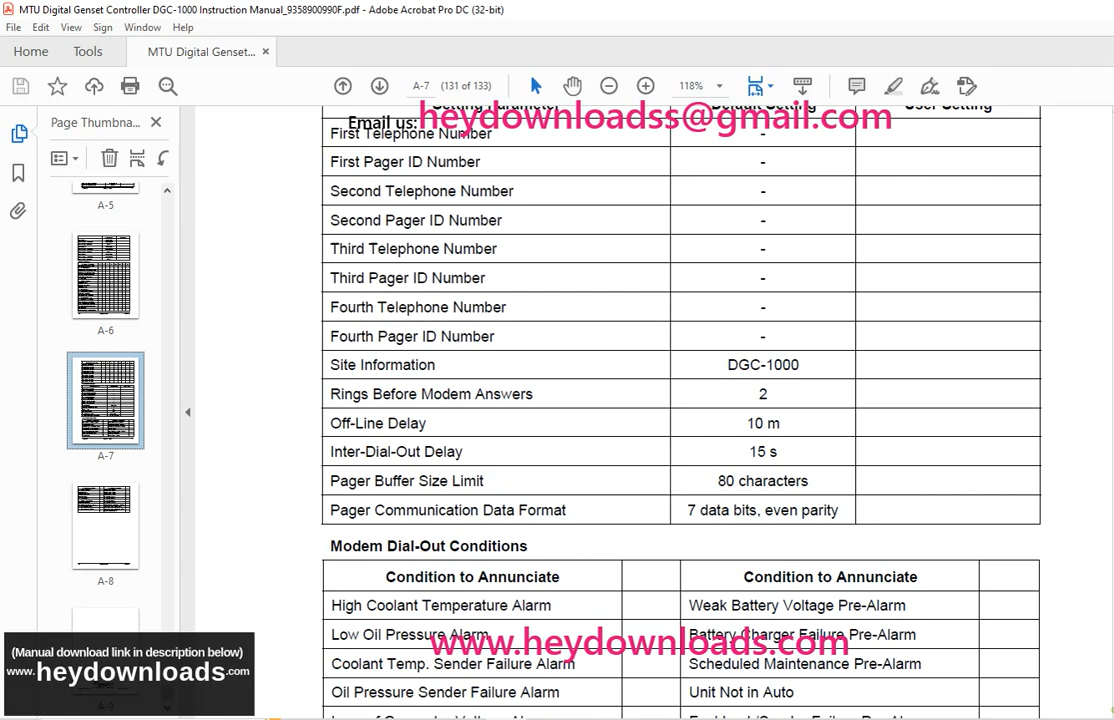 MTU Digital Genset Controller DGC-1000 Instruction Manual_9358900990F.pdf - Adobe Acrobat Pro DC (32-bit)
File Edit View Sign Window Help
Home Tools MTU Digital Genset... ×
A-7 (131 of 133) 118%
Page Thumbna...
A-5
A-6
A-7
A-8
A-9
Setting Parameter Default Setting User Setting
Email us: heydownloadss@gmail.com
First Telephone Number -
First Pager ID Number -
Second Telephone Number -
Second Pager ID Number -
Third Telephone Number -
Third Pager ID Number -
Fourth Telephone Number -
Fourth Pager ID Number -
Site Information DGC-1000
Rings Before Modem Answers 2
Off-Line Delay 10 m
Inter-Dial-Out Delay 15 s
Pager Buffer Size Limit 80 characters
Pager Communication Data Format 7 data bits, even parity
Modem Dial-Out Conditions
Condition to Annunciate Condition to Annunciate
High Coolant Temperature Alarm Weak Battery Voltage Pre-Alarm
Low Oil Pressure Alarm Battery Charger Failure Pre-Alarm
www.heydownloads.com
Coolant Temp. Sender Failure Alarm Scheduled Maintenance Pre-Alarm
Oil Pressure Sender Failure Alarm Unit Not in Auto
(Manual download link in description below)
www.heydownloads.com